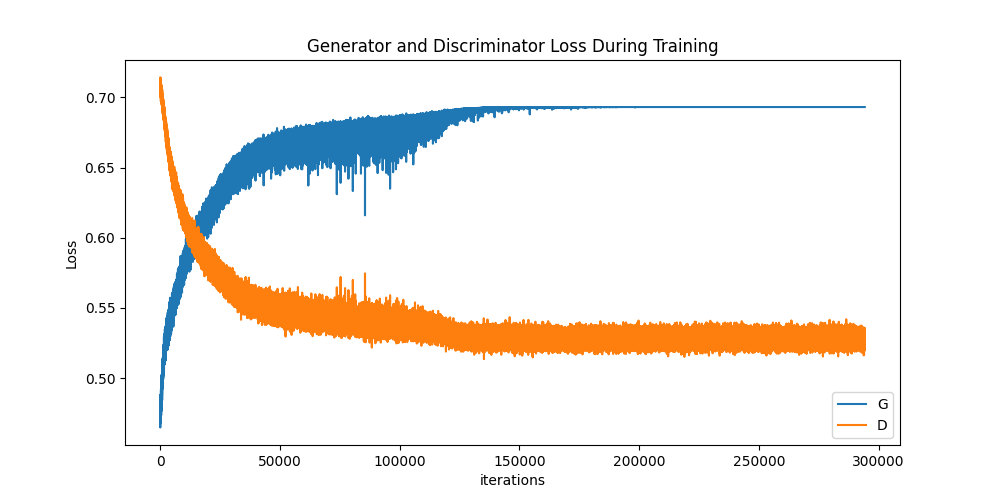 Generator and Discriminator Loss During Training
0.70
0.65
0.60
0.55
0.50
Loss
G
D
0 50000 100000 150000 200000 250000 300000
iterations